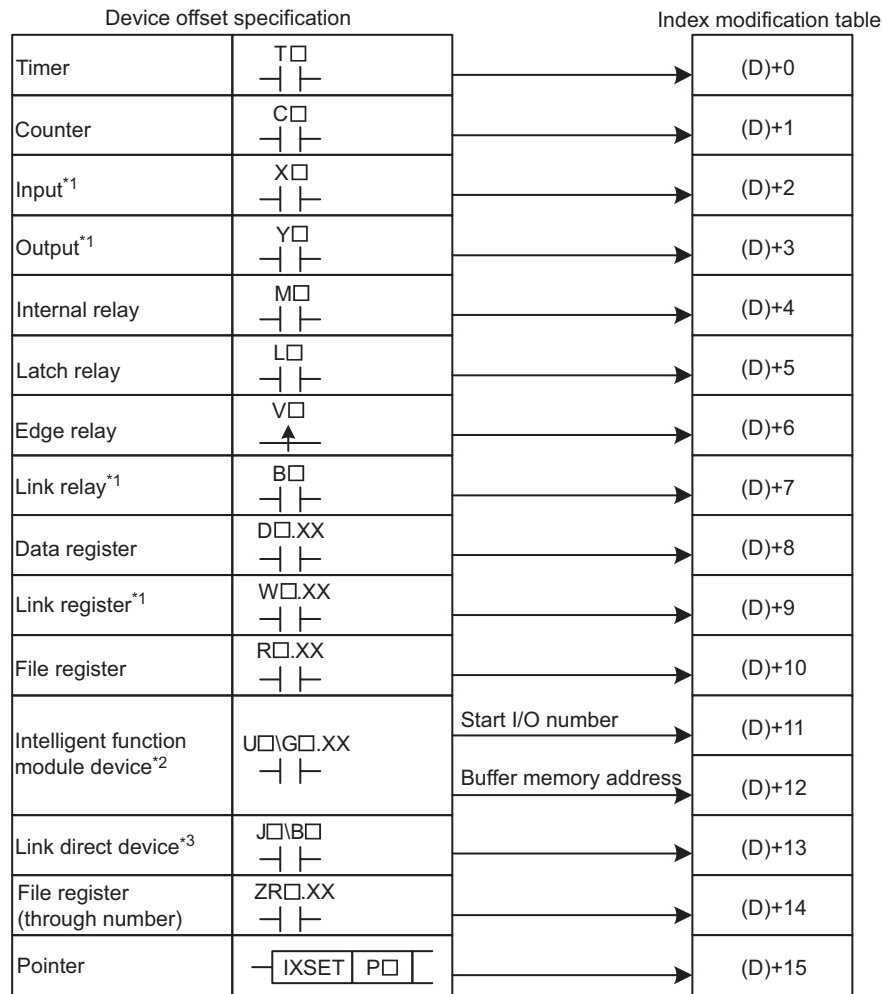 Device offset specification
Index modification table
Timer T□ (D)+0
Counter C□ (D)+1
Input*1 X□ (D)+2
Output*1 Y□ (D)+3
Internal relay M□ (D)+4
Latch relay L□ (D)+5
Edge relay V□ (D)+6
Link relay*1 B□ (D)+7
Data register D□.XX (D)+8
Link register*1 W□.XX (D)+9
File register R□.XX (D)+10
Intelligent function
module device*2
U□\G□.XX
Start I/O number (D)+11
Buffer memory address (D)+12
Link direct device*3 J□\B□ (D)+13
File register
(through number)
ZR□.XX (D)+14
Pointer IXSET P□ (D)+15